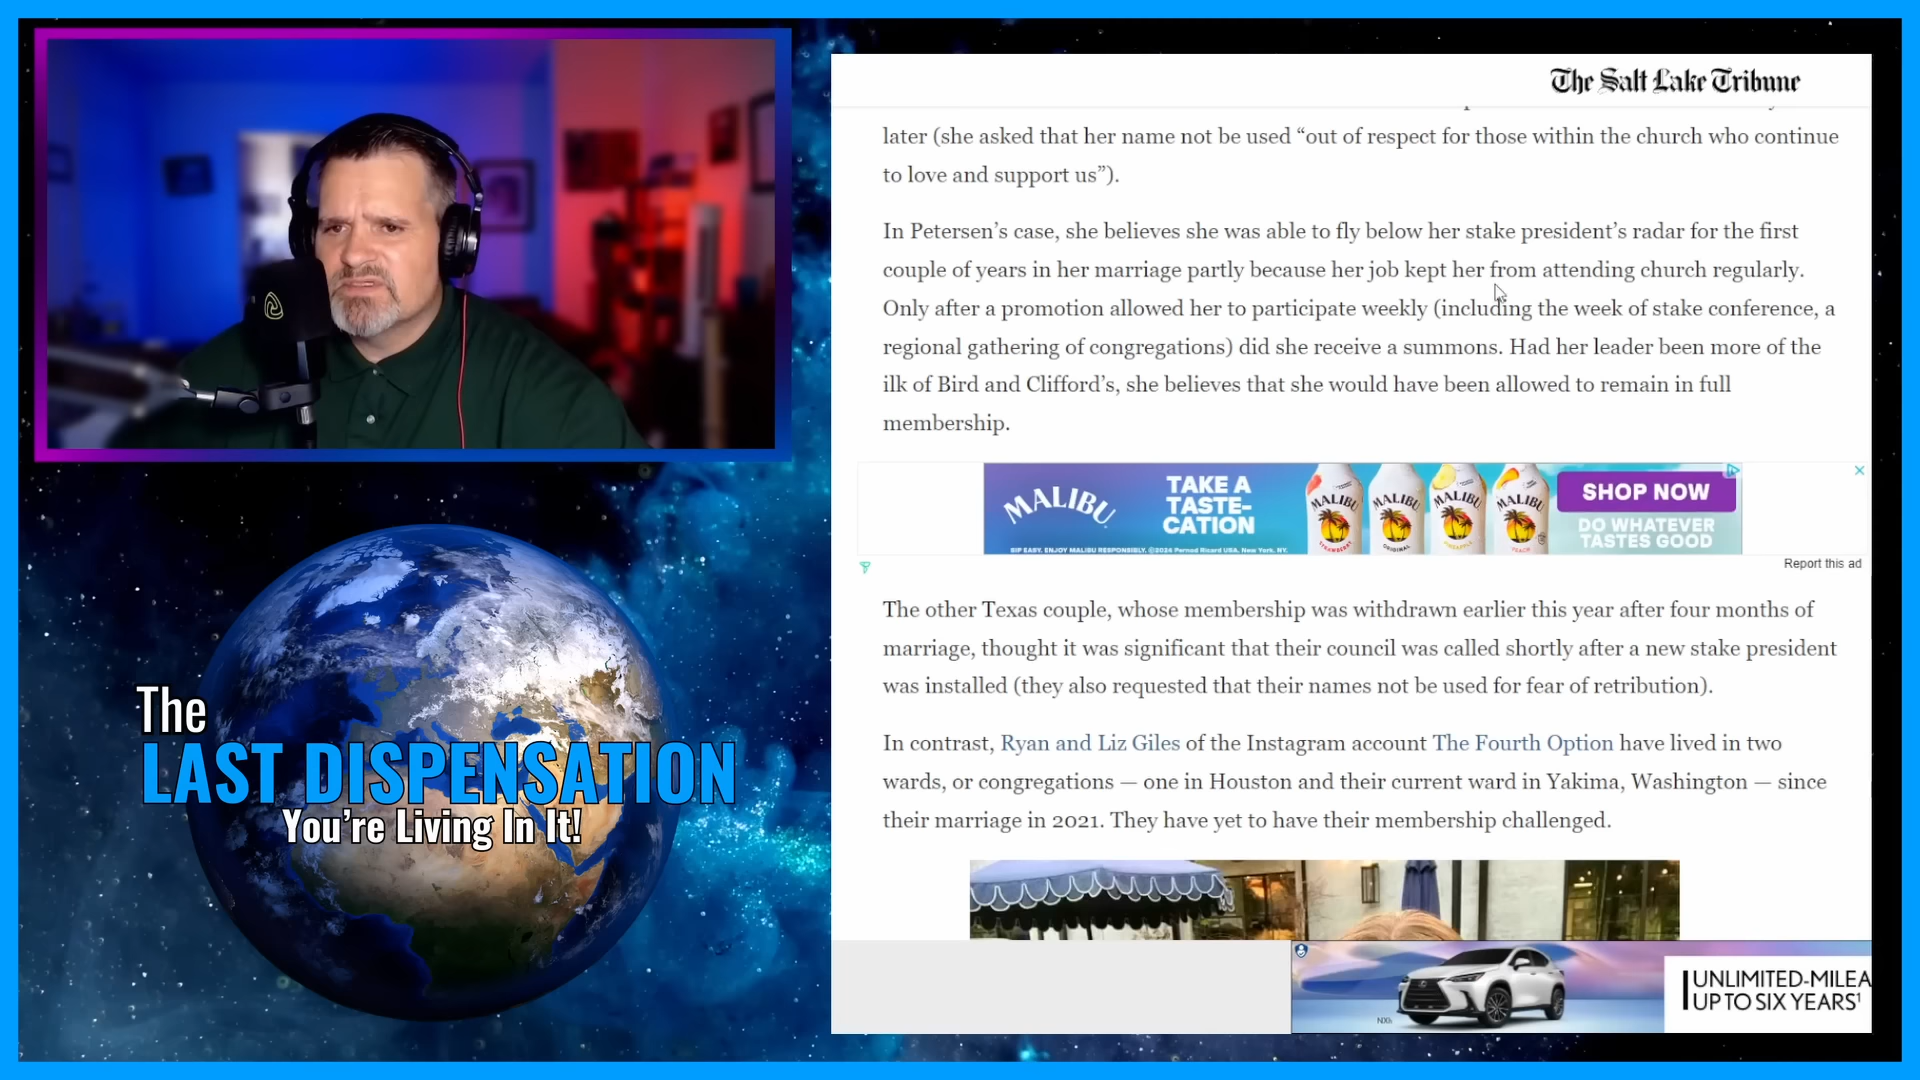 The Salt Lake Tribune
later (she asked that her name not be used “out of respect for those within the church who continue
to love and support us”).
In Petersen’s case, she believes she was able to fly below her stake president’s radar for the first
couple of years in her marriage partly because her job kept her from attending church regularly.
Only after a promotion allowed her to participate weekly (including the week of stake conference, a
regional gathering of congregations) did she receive a summons. Had her leader been more of the
ilk of Bird and Clifford’s, she believes that she would have been allowed to remain in full
membership.
MALIBU
TAKE A
TASTE-
CATION
SIP EASY. ENJOY MALIBU RESPONSIBLY. ©2024 Pernod Ricard USA, New York, NY.
MALIBU
STRAWBERRY
MALIBU
ORIGINAL
MALIBU
PINEAPPLE
MALIBU
PEACH
SHOP NOW
DO WHATEVER
TASTES GOOD
Report this ad
The other Texas couple, whose membership was withdrawn earlier this year after four months of
marriage, thought it was significant that their council was called shortly after a new stake president
was installed (they also requested that their names not be used for fear of retribution).
In contrast, Ryan and Liz Giles of the Instagram account The Fourth Option have lived in two
wards, or congregations — one in Houston and their current ward in Yakima, Washington — since
their marriage in 2021. They have yet to have their membership challenged.
UNLIMITED-MILEA
UP TO SIX YEARS¹
The
LAST DISPENSATION
You’re Living In It!